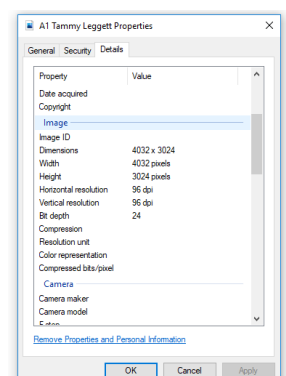 A1 Tammy Leggett Properties
General Security Details
Property Value
Date acquired
Copyright
Image
Image ID
Dimensions 4032 x 3024
Width 4032 pixels
Height 3024 pixels
Horizontal resolution 96 dpi
Vertical resolution 96 dpi
Bit depth 24
Compression
Resolution unit
Color representation
Compressed bits/pixel
Camera
Camera maker
Camera model
Remove Properties and Personal Information
OK Cancel Apply